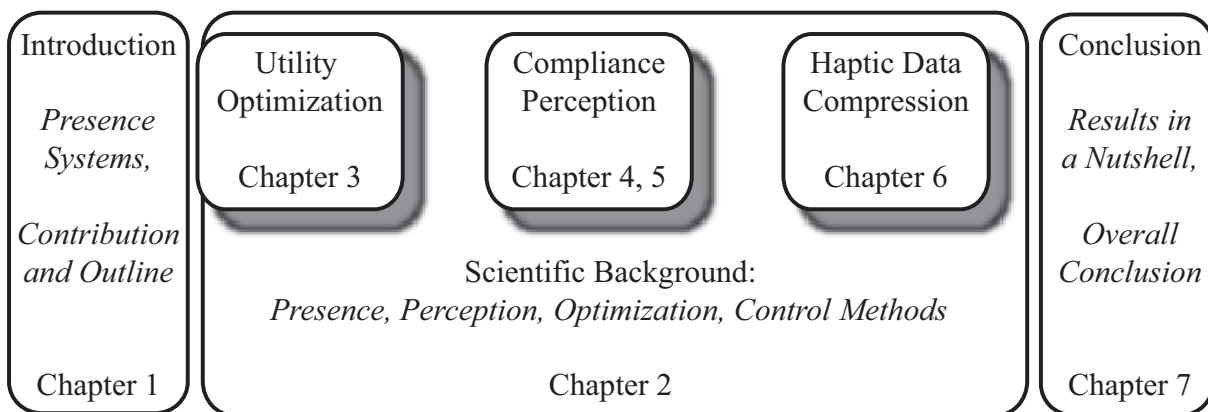 Introduction
Presence
Systems,
Contribution
and Outline
Chapter 1
Utility
Optimization
Chapter 3
Compliance
Perception
Chapter 4, 5
Haptic Data
Compression
Chapter 6
Scientific Background:
Presence, Perception, Optimization, Control Methods
Chapter 2
Conclusion
Results in
a Nutshell,
Overall
Conclusion
Chapter 7